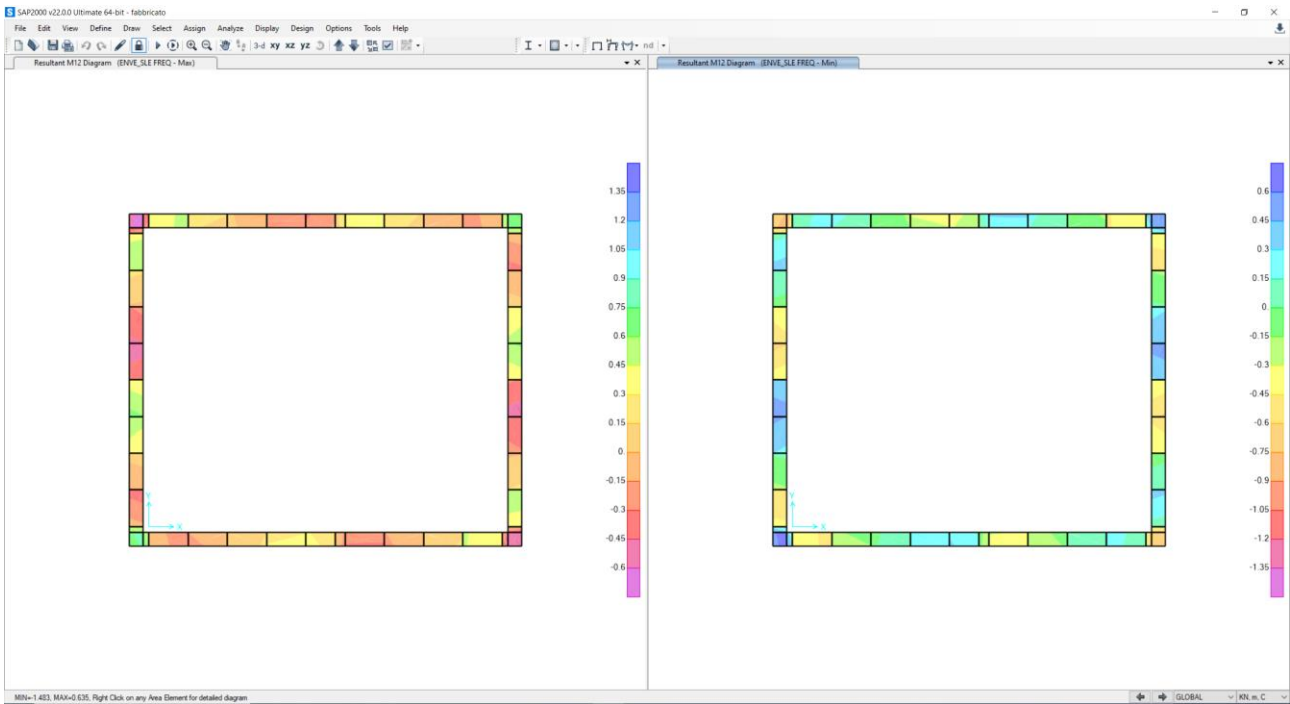 SAP2000 v22.0.0 Ultimate 64-bit - fabbricato
File Edit View Define Draw Select Assign Analyze Display Design Options Tools Help
3-d xy xz yz nd
Resultant M12 Diagram (ENVE_SLE FREQ - Max)
Resultant M12 Diagram (ENVE_SLE FREQ - Min)
1.35
1.2
1.05
0.9
0.75
0.6
0.45
0.3
0.15
0.
-0.15
-0.3
-0.45
-0.6
Y
X
0.6
0.45
0.3
0.15
0.
-0.15
-0.3
-0.45
-0.6
-0.75
-0.9
-1.05
-1.2
-1.35
Y
X
MIN=-1.483, MAX=0.635, Right Click on any Area Element for detailed diagram
GLOBAL
KN, m, C